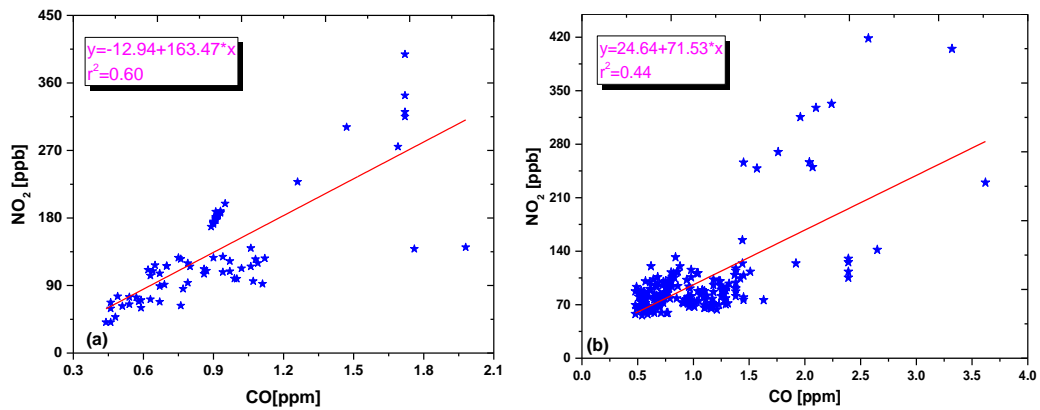 y=-12.94+163.47*x
r²=0.60
450
360
270
180
90
0
NO₂ [ppb]
(a)
0.3 0.6 0.9 1.2 1.5 1.8 2.1
CO[ppm]
y=24.64+71.53*x
r²=0.44
420
350
280
210
140
70
0
NO₂ [ppb]
(b)
0.0 0.5 1.0 1.5 2.0 2.5 3.0 3.5 4.0
CO [ppm]